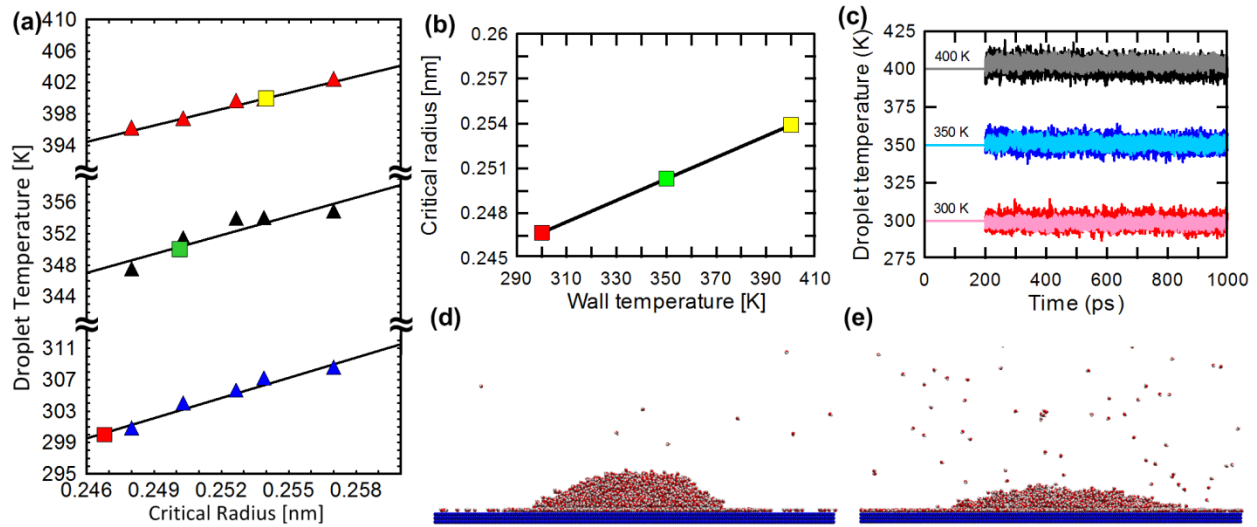 (a)
410
406
402
398
394
356
352
348
344
311
307
303
299
295
Droplet Temperature [K]
0.246 0.249 0.252 0.255 0.258
Critical Radius [nm]
(b)
0.26
0.257
0.254
0.251
0.248
0.245
Critical radius [nm]
290 310 330 350 370 390 410
Wall temperature [K]
(c)
425
400
375
350
325
300
275
Droplet temperature (K)
400 K
350 K
300 K
0 200 400 600 800 1000
Time (ps)
(d)
(e)